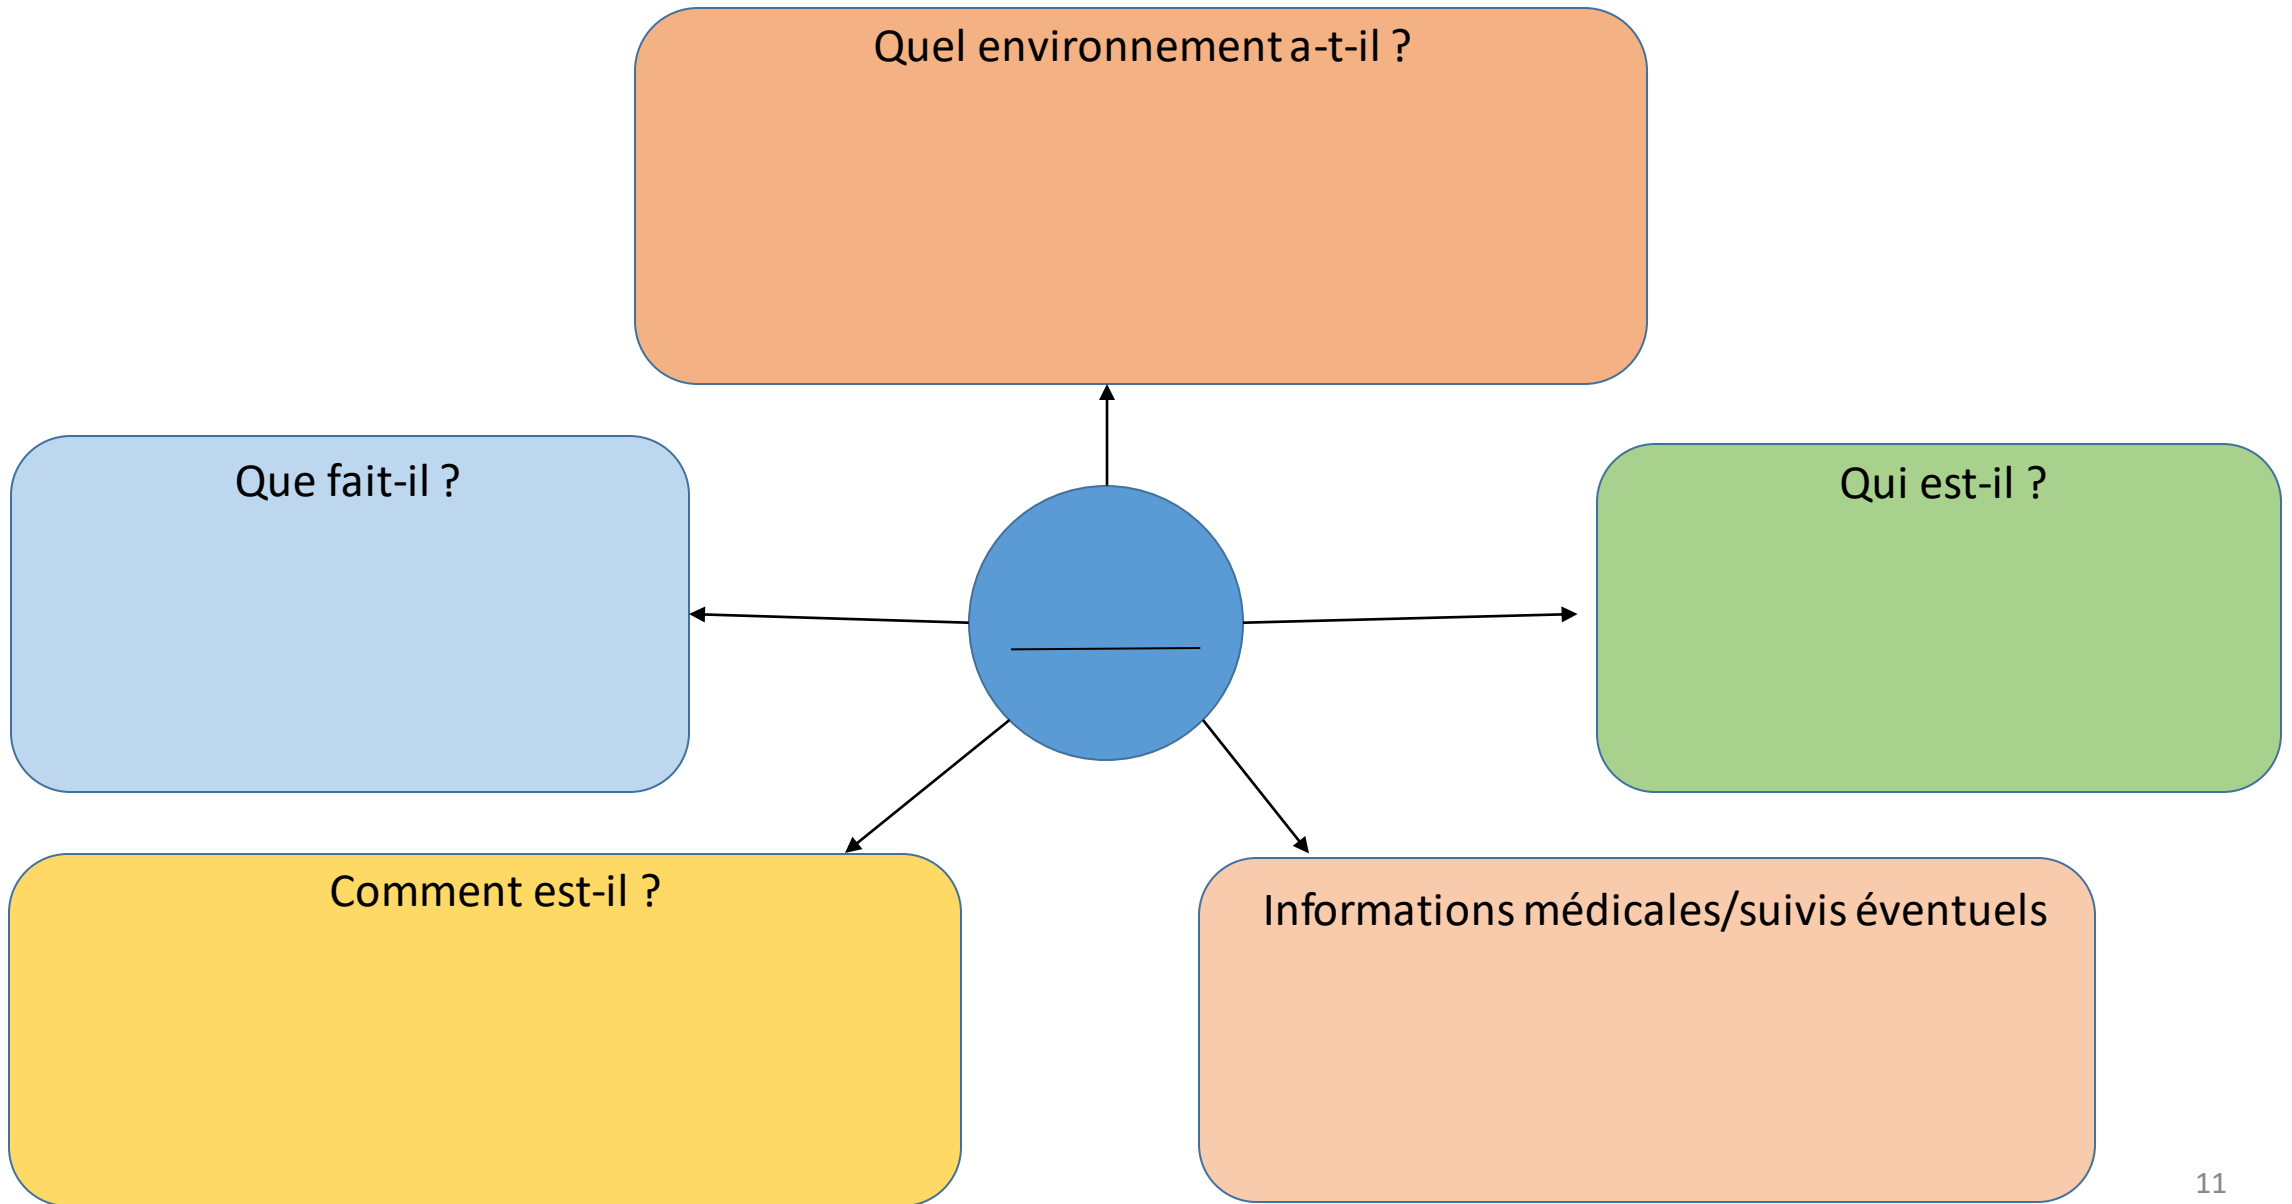 Quel environnement a-t-il ?
Que fait-il ?
Qui est-il ?
Comment est-il ?
Informations médicales/suivis éventuels
11